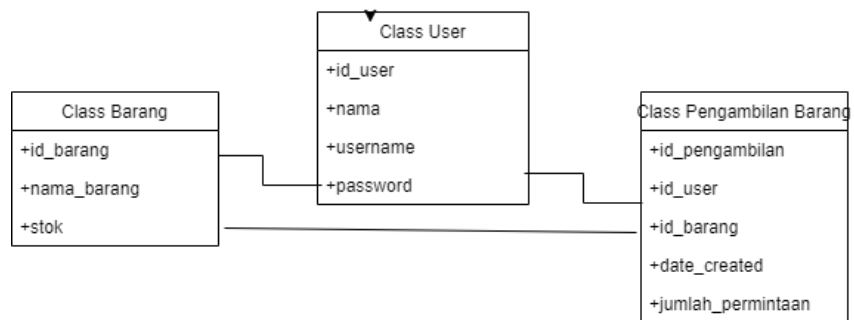 Class User
+id_user
+nama
+username
+password
Class Barang
+id_barang
+nama_barang
+stok
Class Pengambilan Barang
+id_pengambilan
+id_user
+id_barang
+date_created
+jumlah_permintaan